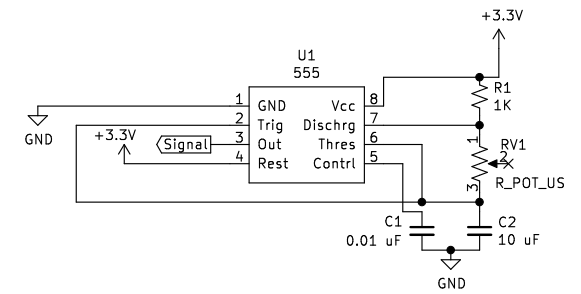 +3.3V
U1
555
R1
1K
1 GND Vcc 8
2 Trig Dischrg 7
3 Out Thres 6
4 Rest Contrl 5
GND
+3.3V
Signal
1
RV1
2
R_POT_US
3
C1
0.01 uF
C2
10 uF
GND